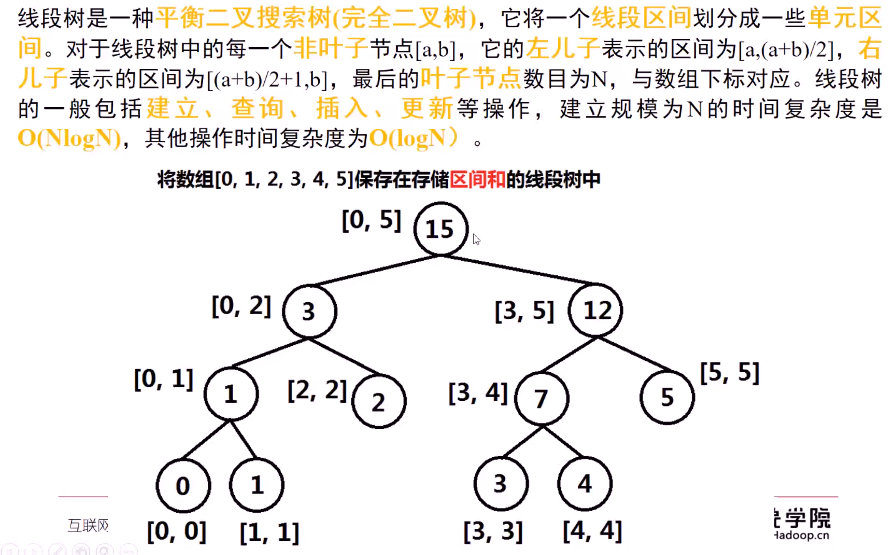 线段树是一种平衡二叉搜索树(完全二叉树)，它将一个线段区间划分成一些单元区
间。对于线段树中的每一个非叶子节点[a,b]，它的左儿子表示的区间为[a,(a+b)/2]，右
儿子表示的区间为[(a+b)/2+1,b]，最后的叶子节点数目为N，与数组下标对应。线段树
的一般包括建立、查询、插入、更新等操作，建立规模为N的时间复杂度是
O(NlogN)，其他操作时间复杂度为O(logN）。
将数组[0, 1, 2, 3, 4, 5]保存在存储区间和的线段树中
[0, 5] 15
[0, 2] 3 [3, 5] 12
[0, 1] 1 [2, 2] 2 [3, 4] 7 5 [5, 5]
0 1 3 4
[0, 0] [1, 1] [3, 3] [4, 4]
互联网
学院
Hadoop.cn